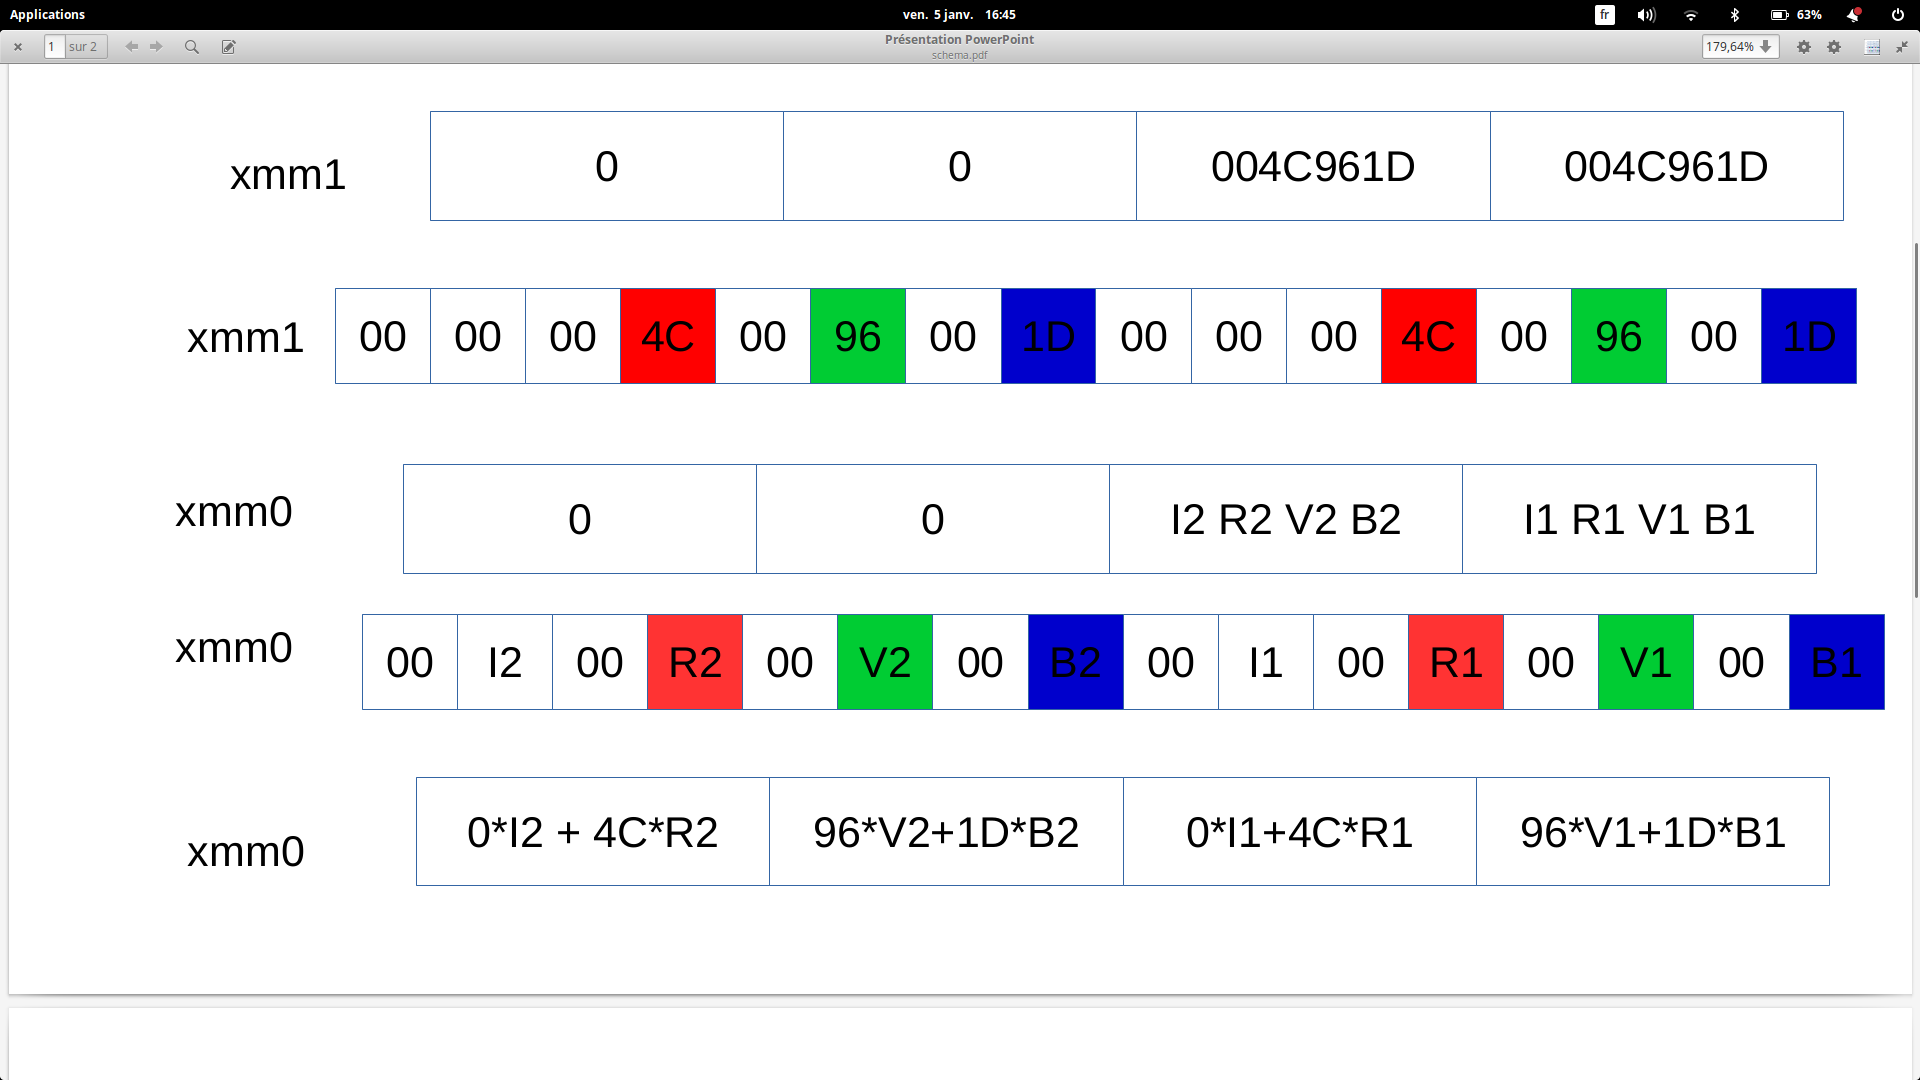 Applications
ven. 5 janv. 16:45
fr
63%
1 sur 2
Présentation PowerPoint
schema.pdf
179,64%
xmm1 0 0 004C961D 004C961D
xmm1 00 00 00 4C 00 96 00 1D 00 00 00 4C 00 96 00 1D
xmm0 0 0 I2 R2 V2 B2 I1 R1 V1 B1
xmm0 00 I2 00 R2 00 V2 00 B2 00 I1 00 R1 00 V1 00 B1
xmm0 0*I2 + 4C*R2 96*V2+1D*B2 0*I1+4C*R1 96*V1+1D*B1